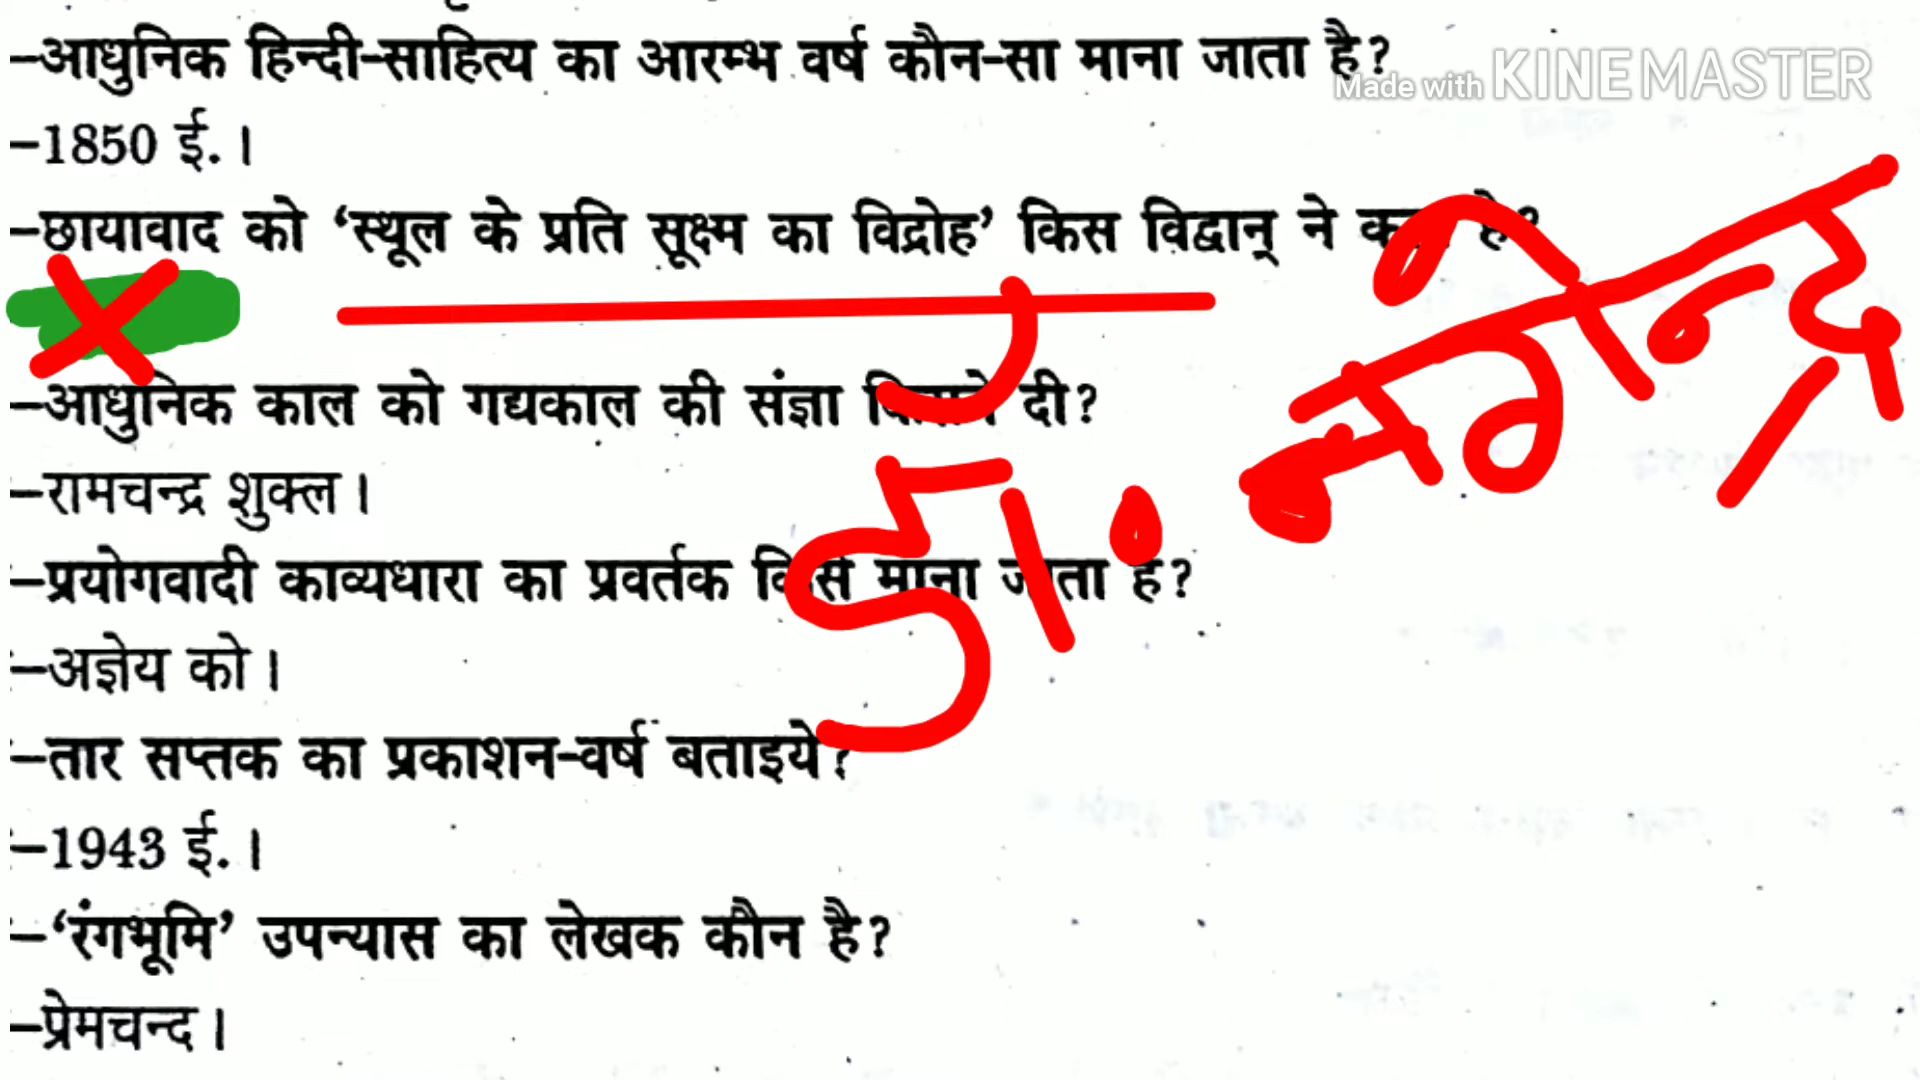 –आधुनिक हिन्दी-साहित्य का आरम्भ वर्ष कौन-सा माना जाता है?
Made with KINEMASTER
–1850 ई.।
–छायावाद को ‘स्थूल के प्रति सूक्ष्म का विद्रोह’ किस विद्वान् ने है?
डॉ. नगेन्द्र
–आधुनिक काल को गद्यकाल की संज्ञा दी?
–रामचन्द्र शुक्ल।
–प्रयोगवादी काव्यधारा का प्रवर्तक किसे माना जाता है?
–अज्ञेय को।
–तार सप्तक का प्रकाशन-वर्ष बताइये?
–1943 ई.।
–‘रंगभूमि’ उपन्यास का लेखक कौन है?
–प्रेमचन्द।